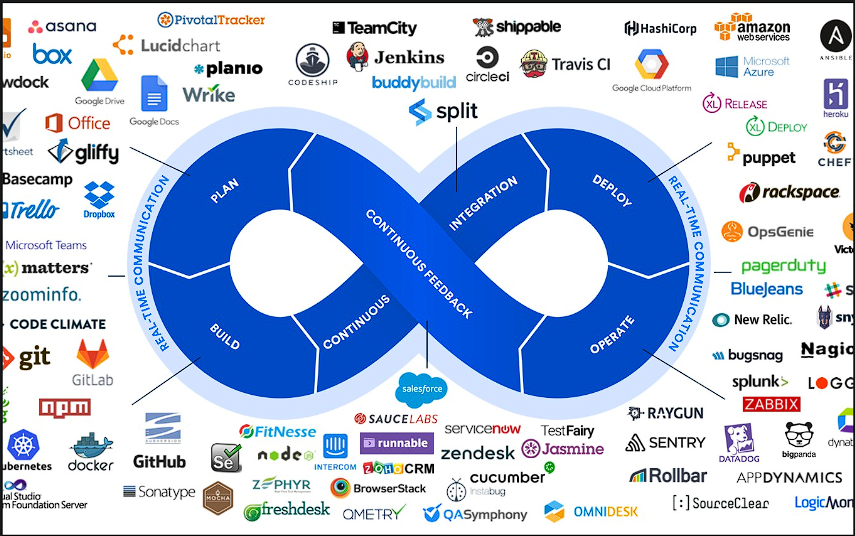 asana
PivotalTracker
TeamCity
shippable
HashiCorp
amazon
web services
ANSIBLE
io
box
Lucidchart
Jenkins
CODESHIP
circleci
Travis CI
Google Cloud Platform
Microsoft
Azure
wdock
Google Drive
planio
buddybuild
Wrike
Google Docs
split
XL RELEASE
XL DEPLOY
heroku
Office
rtsheet
gliffy
puppet
CHEF
Basecamp
Trello
Dropbox
rackspace
PLAN
CONTINUOUS FEEDBACK
INTEGRATION
DEPLOY
REAL-TIME COMMUNICATION
REAL-TIME COMMUNICATION
OpsGenie
Victo
Microsoft Teams
(x) matters
zoominfo.
pagerduty
BlueJeans
s
BUILD
CONTINUOUS
OPERATE
CODE CLIMATE
git
GitLab
New Relic.
sny
bugsnag
Nagio
splunk>
LOGG
ZABBIX
npm
salesforce
SAUCELABS
servicenow
TestFairy
RAYGUN
SUBVERSION
FitNesse
runnable
zendesk
Jasmine
SENTRY
DATADOG
bigpanda
dynat
ubernetes
docker
GitHub
Se
node
JS
INTERCOM
ZOHO CRM
cucumber
Rollbar
APPDYNAMICS
ual Studio
m Foundation Server
Sonatype
MOCHA
ZEPHYR
BrowserStack
Instabug
[:]SourceClear
LogicMon
freshdesk
QMETRY
QASymphony
OMNIDESK